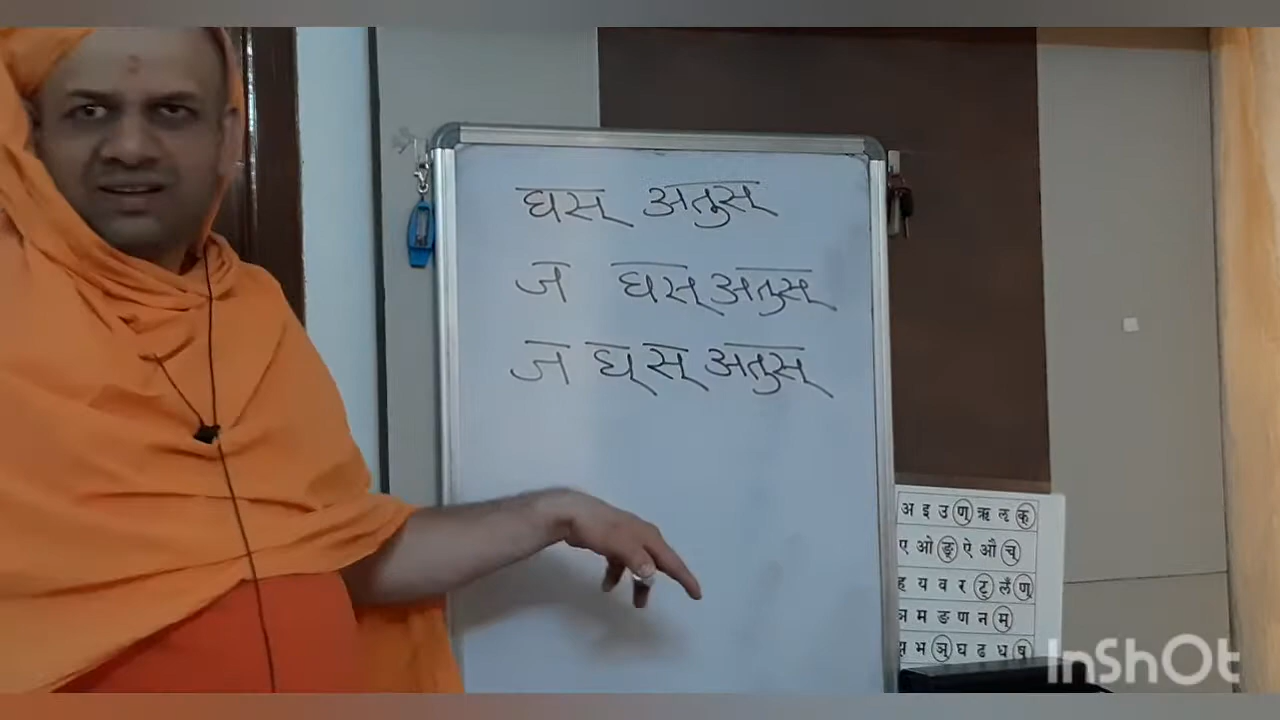 घस् अतुस्
ज घस् अतुस्
ज घ् स् अतुस्
अ इ उ ण् ऋ ऌ क्
ए ओ ङ् ऐ औ च्
ह य व र ट् लँ ण्
ञ म ङ ण न म्
झ भ ञ् घ ढ ध ष्
InShOt